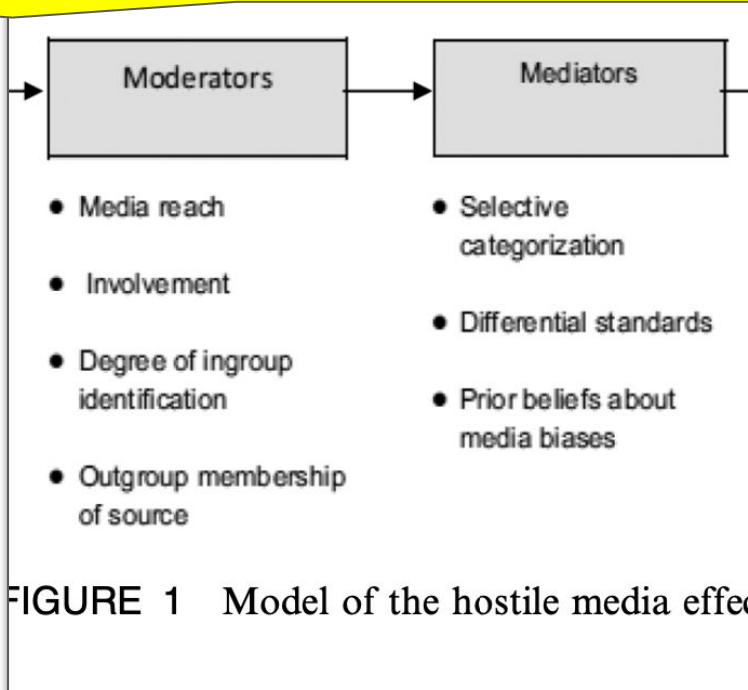 Moderators
● Media reach
● Involvement
● Degree of ingroup
identification
● Outgroup membership
of source
Mediators
● Selective
categorization
● Differential standards
● Prior beliefs about
media biases
FIGURE 1 Model of the hostile media effec